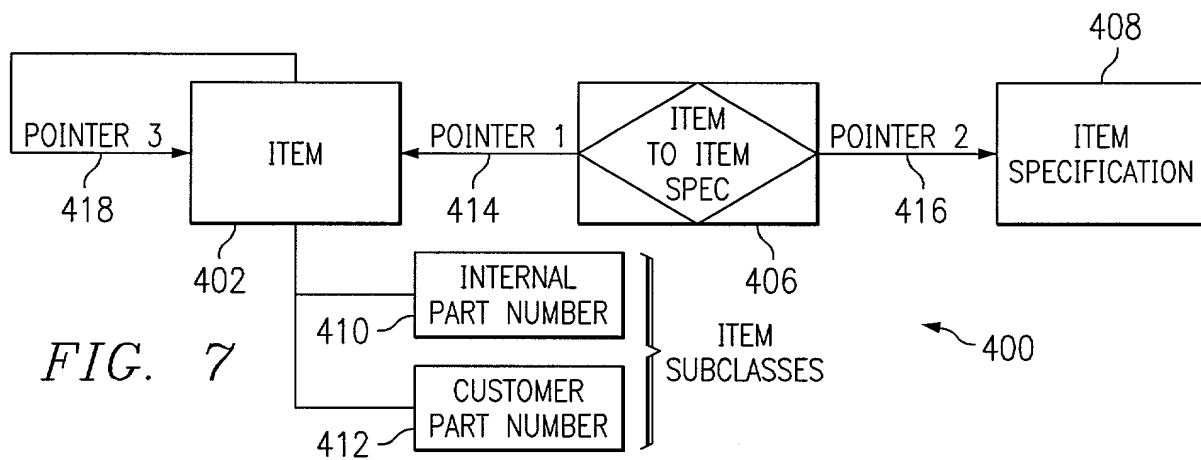 408
POINTER 3
ITEM
POINTER 1
ITEM
TO ITEM
SPEC
POINTER 2
ITEM
SPECIFICATION
418
414
416
402
406
INTERNAL
PART NUMBER
410
ITEM
SUBCLASSES
400
FIG. 7
CUSTOMER
PART NUMBER
412